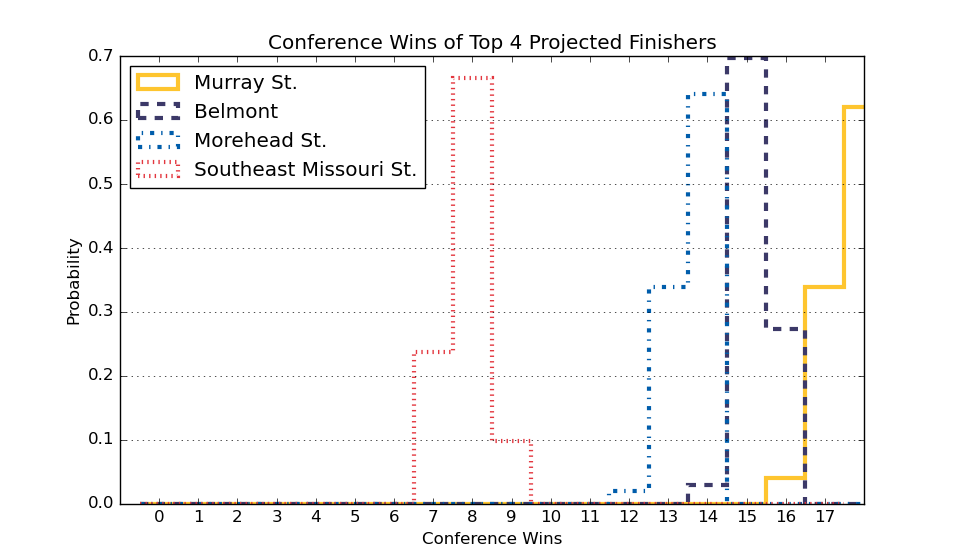 Conference Wins of Top 4 Projected Finishers
0.7
0.6
0.5
0.4
0.3
0.2
0.1
0.0
Probability
Murray St.
Belmont
Morehead St.
Southeast Missouri St.
0 1 2 3 4 5 6 7 8 9 10 11 12 13 14 15 16 17
Conference Wins